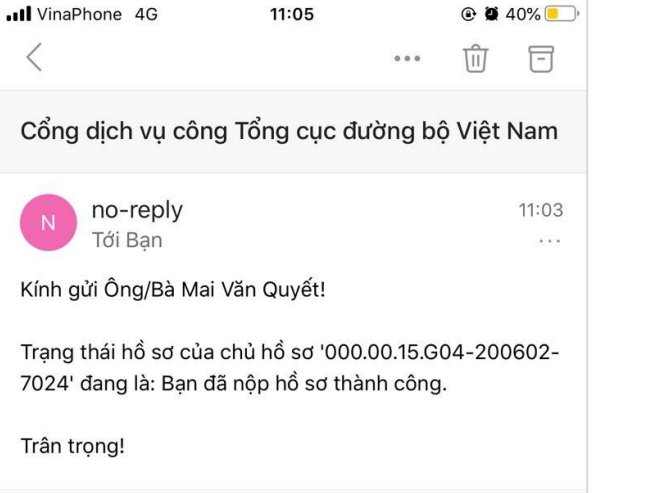 VinaPhone 4G 11:05 40%
Cổng dịch vụ công Tổng cục đường bộ Việt Nam
N
no-reply 11:03
Tới Bạn
Kính gửi Ông/Bà Mai Văn Quyết!
Trạng thái hồ sơ của chủ hồ sơ '000.00.15.G04-200602-
7024' đang là: Bạn đã nộp hồ sơ thành công.
Trân trọng!